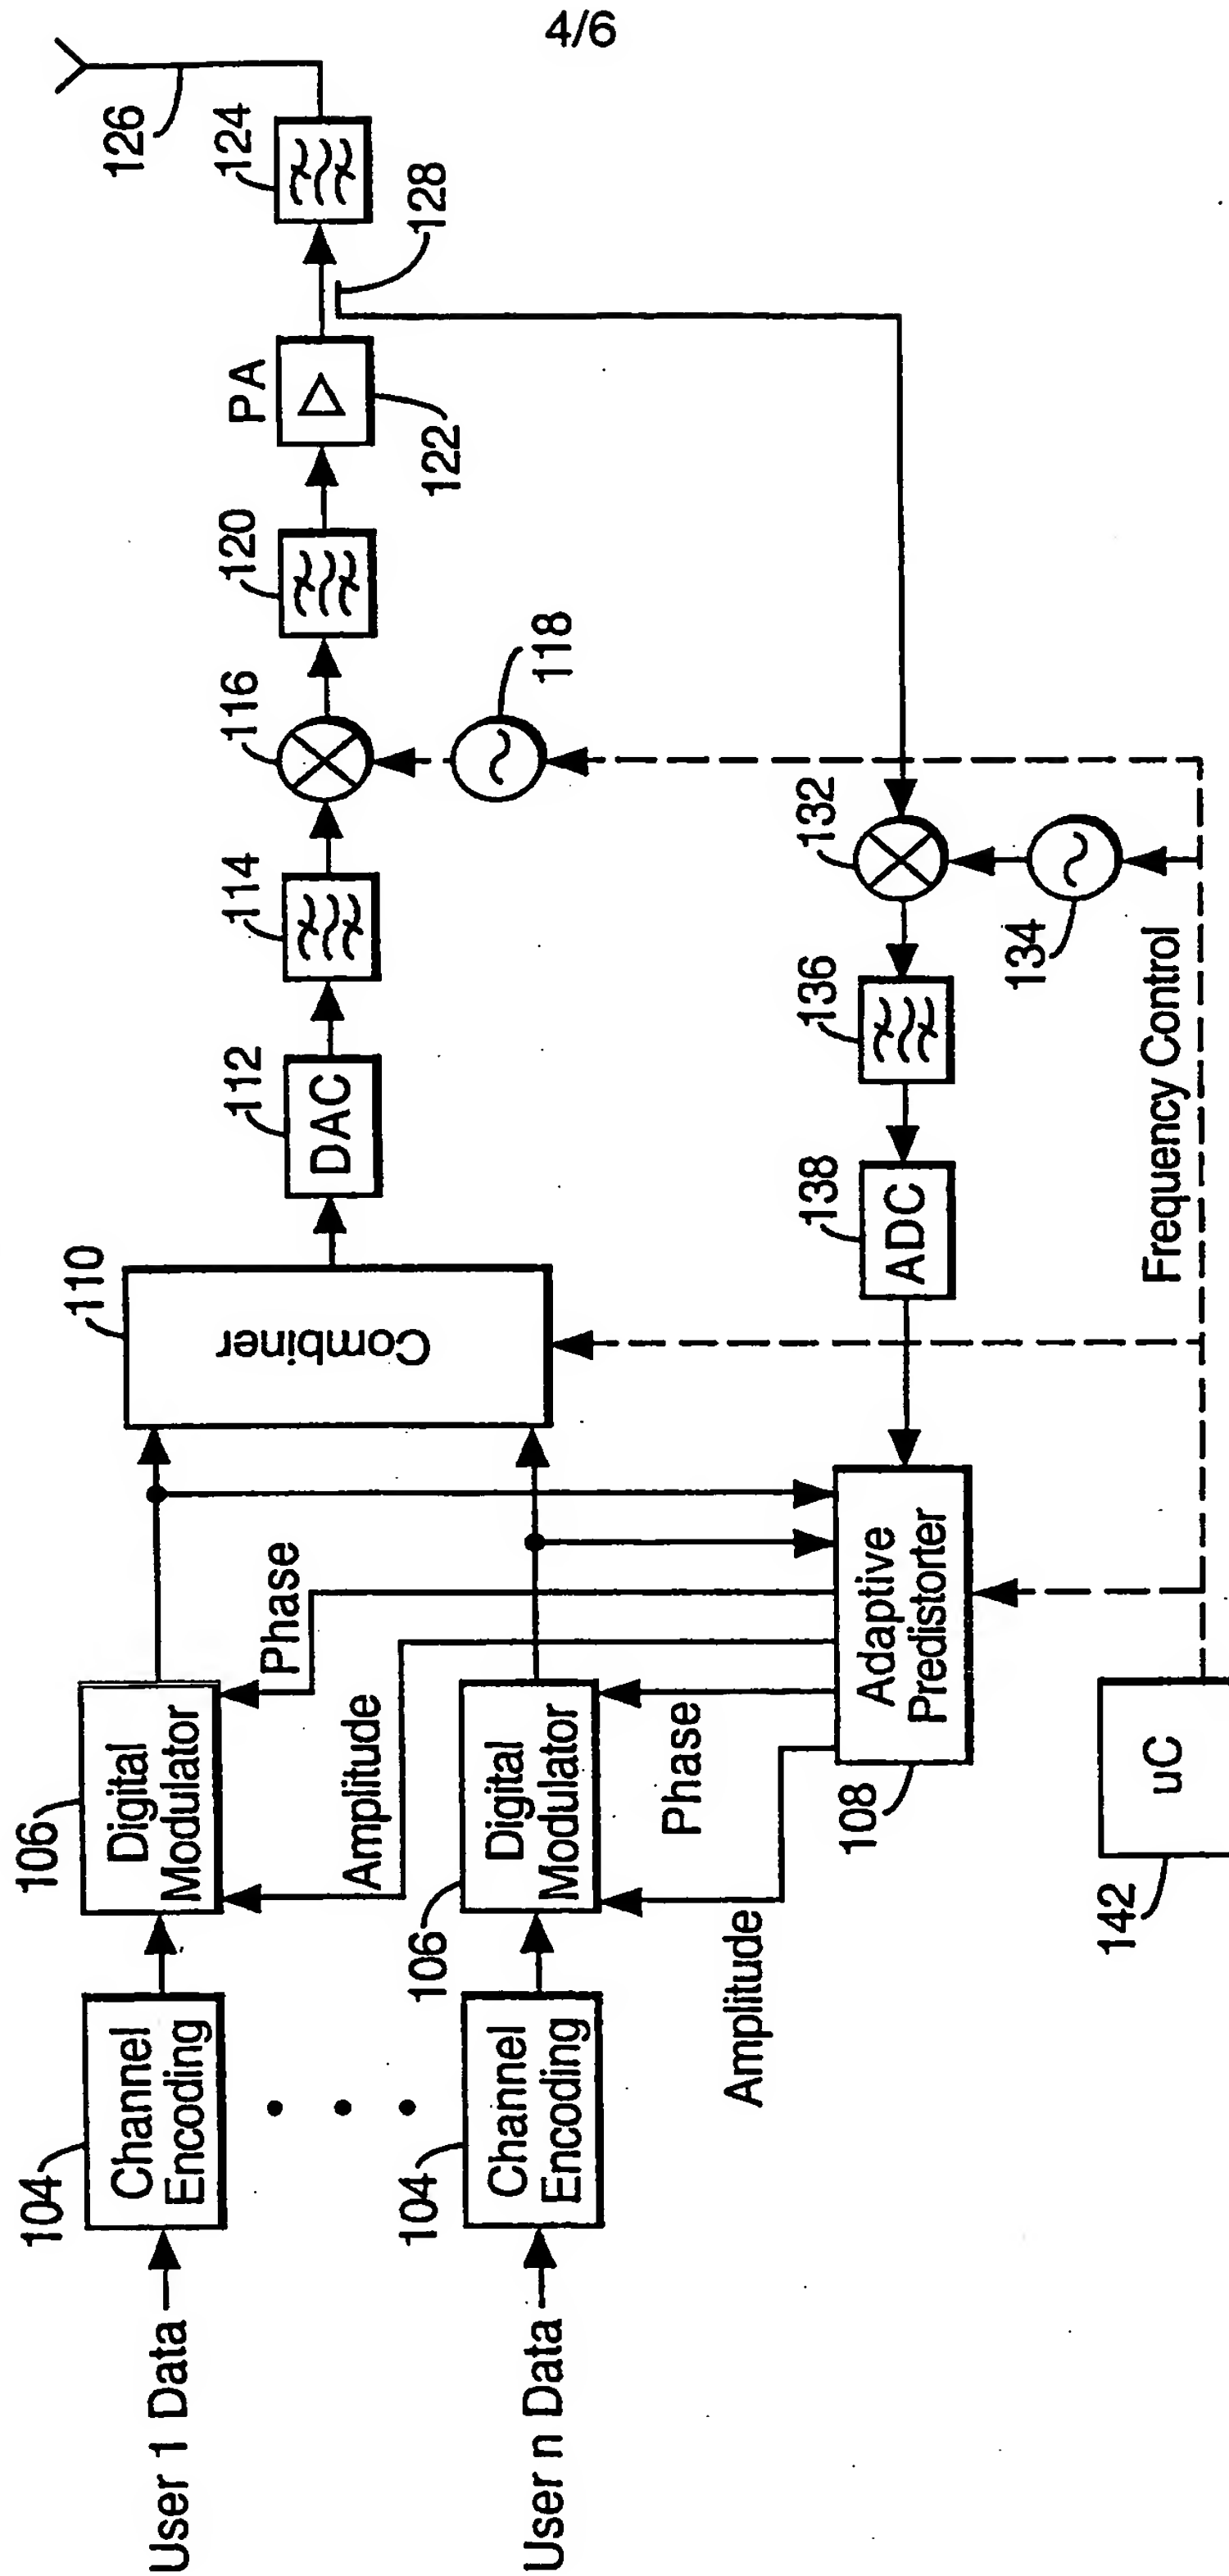 4/6
User 1 Data
104
Channel
Encoding
106
Digital
Modulator
Phase
Amplitude
110
Combiner
112
DAC
114
116
118
120
PA
122
124
126
128
User n Data
104
Channel
Encoding
106
Digital
Modulator
Phase
Amplitude
108
Adaptive
Predistorter
138
ADC
136
132
134
Frequency Control
142
uC